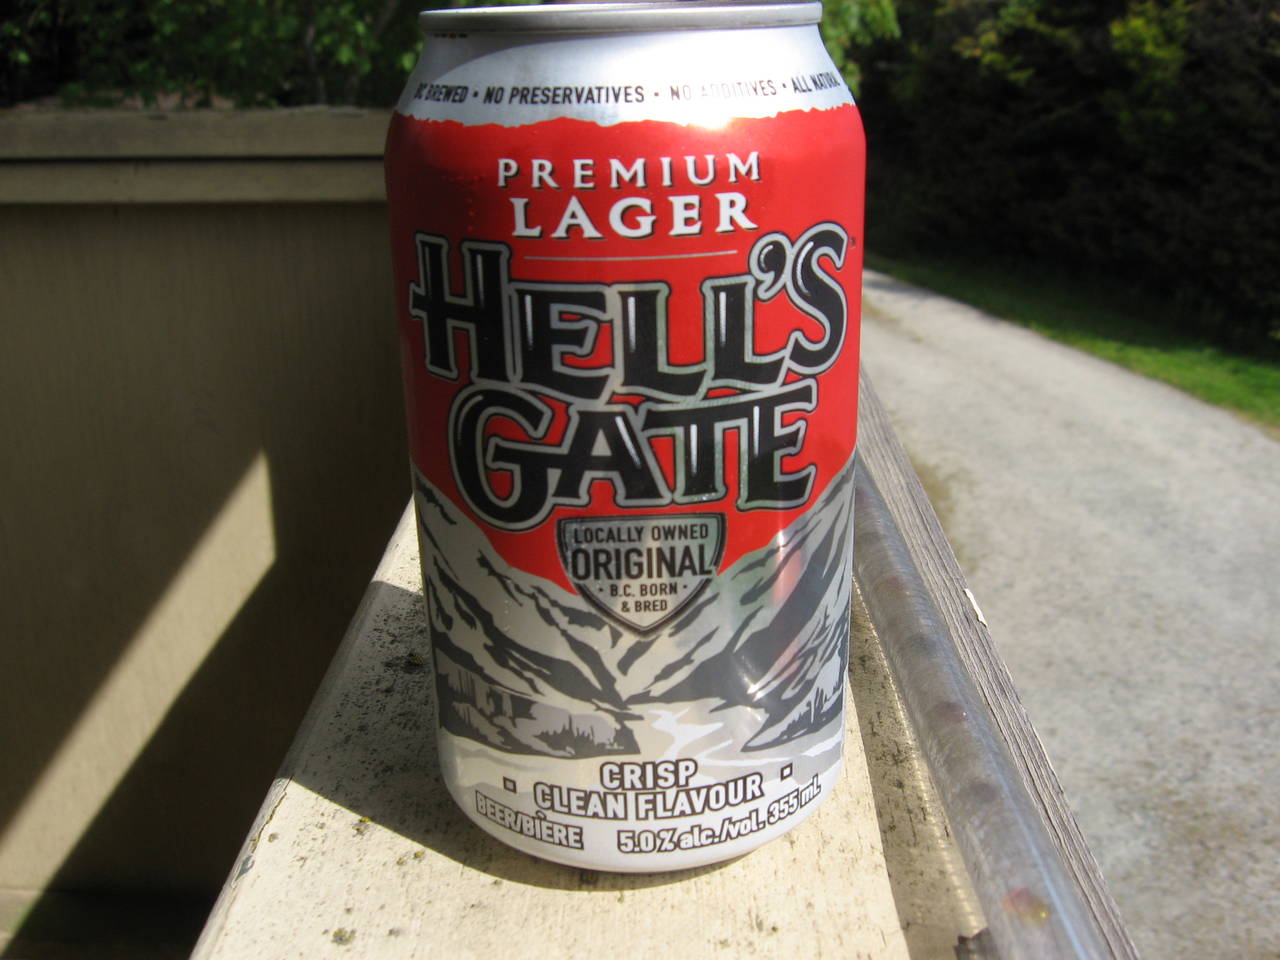 BC BREWED · NO PRESERVATIVES · NO ADDITIVES · ALL NATURAL
PREMIUM
LAGER
HELL'S
GATE
LOCALLY OWNED
ORIGINAL
· B.C. BORN ·
& BRED
CRISP
· CLEAN FLAVOUR ·
BEER/BIÈRE 5.0% alc./vol. 355 mL